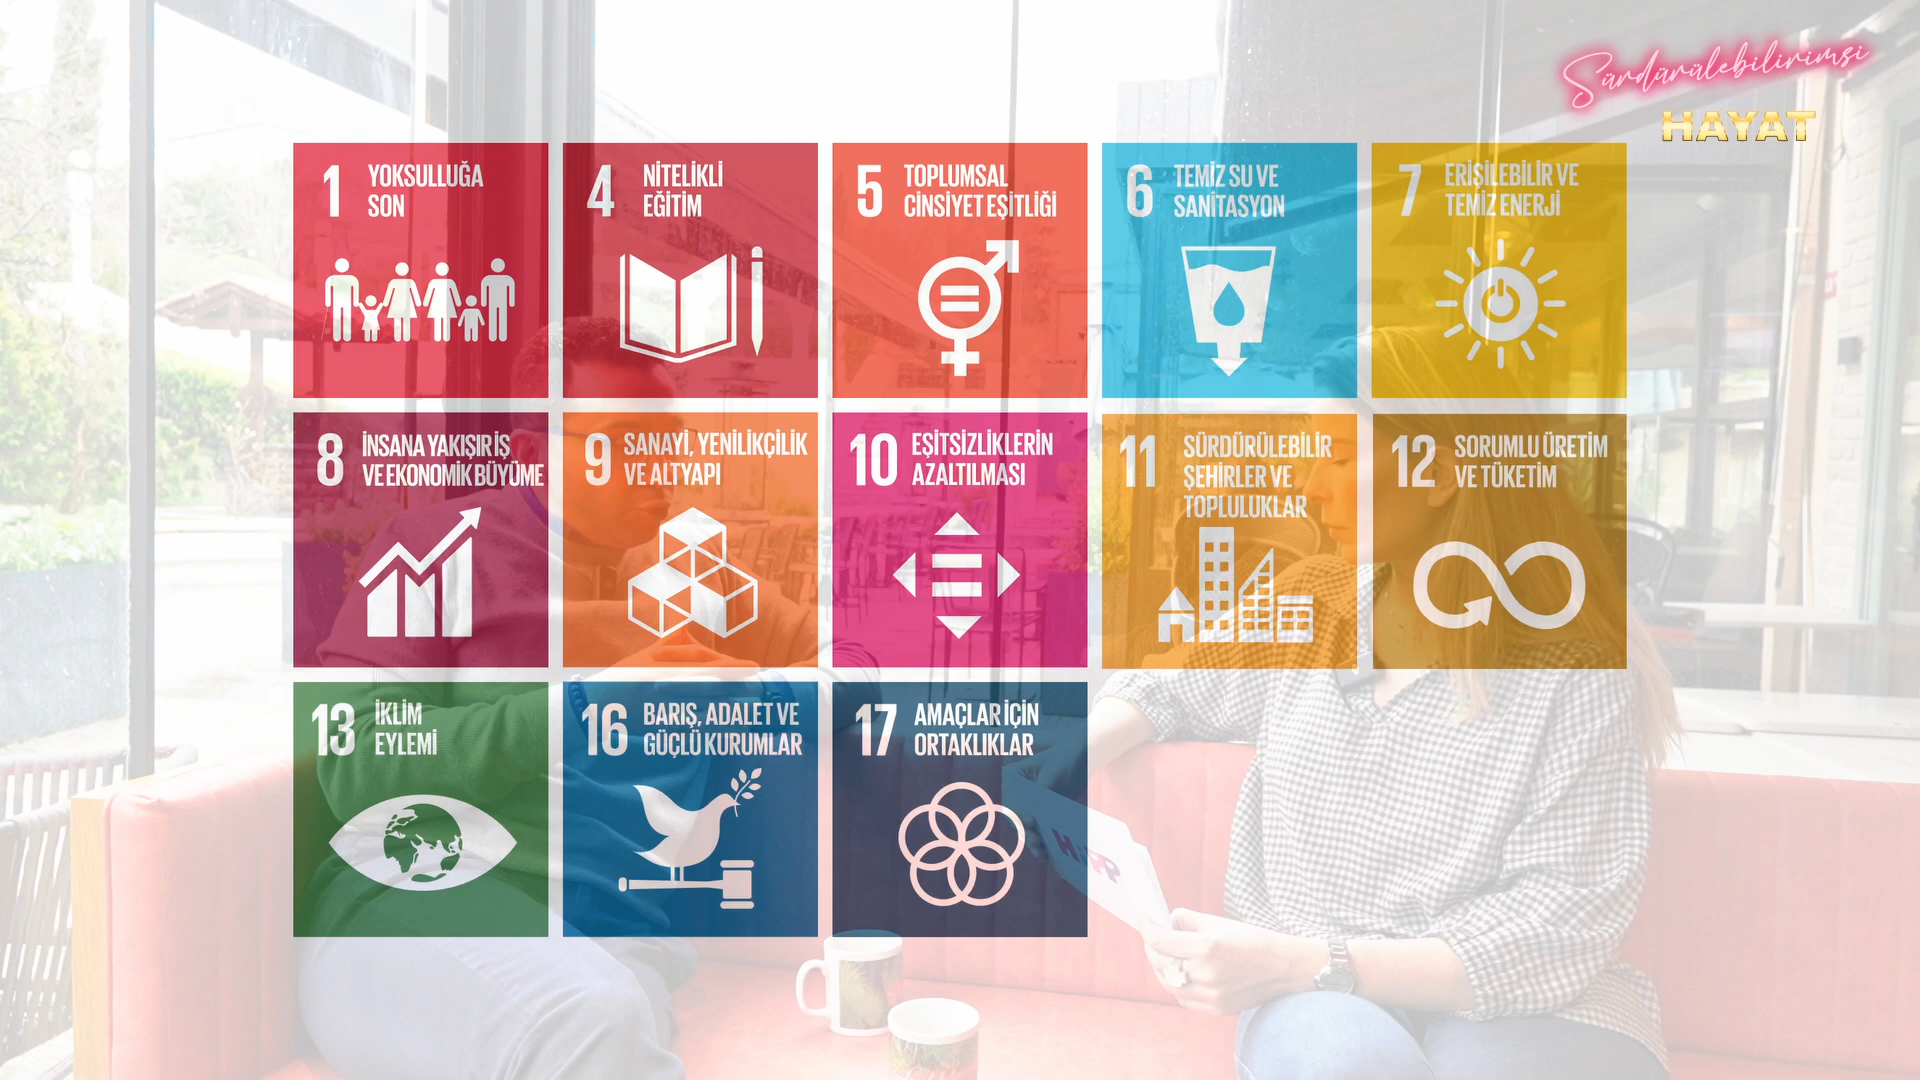 Sürdürülebilirimsi
HAYAT
1 YOKSULLUĞA
SON
4 NİTELİKLİ
EĞİTİM
5 TOPLUMSAL
CİNSİYET EŞİTLİĞİ
6 TEMİZ SU VE
SANİTASYON
7 ERİŞİLEBİLİR VE
TEMİZ ENERJİ
8 İNSANA YAKIŞIR İŞ
VE EKONOMİK BÜYÜME
9 SANAYİ, YENİLİKÇİLİK
VE ALTYAPI
10 EŞİTSİZLİKLERİN
AZALTILMASI
11 SÜRDÜRÜLEBİLİR
ŞEHİRLER VE
TOPLULUKLAR
12 SORUMLU ÜRETİM
VE TÜKETİM
13 İKLİM
EYLEMİ
16 BARIŞ, ADALET VE
GÜÇLÜ KURUMLAR
17 AMAÇLAR İÇİN
ORTAKLIKLAR